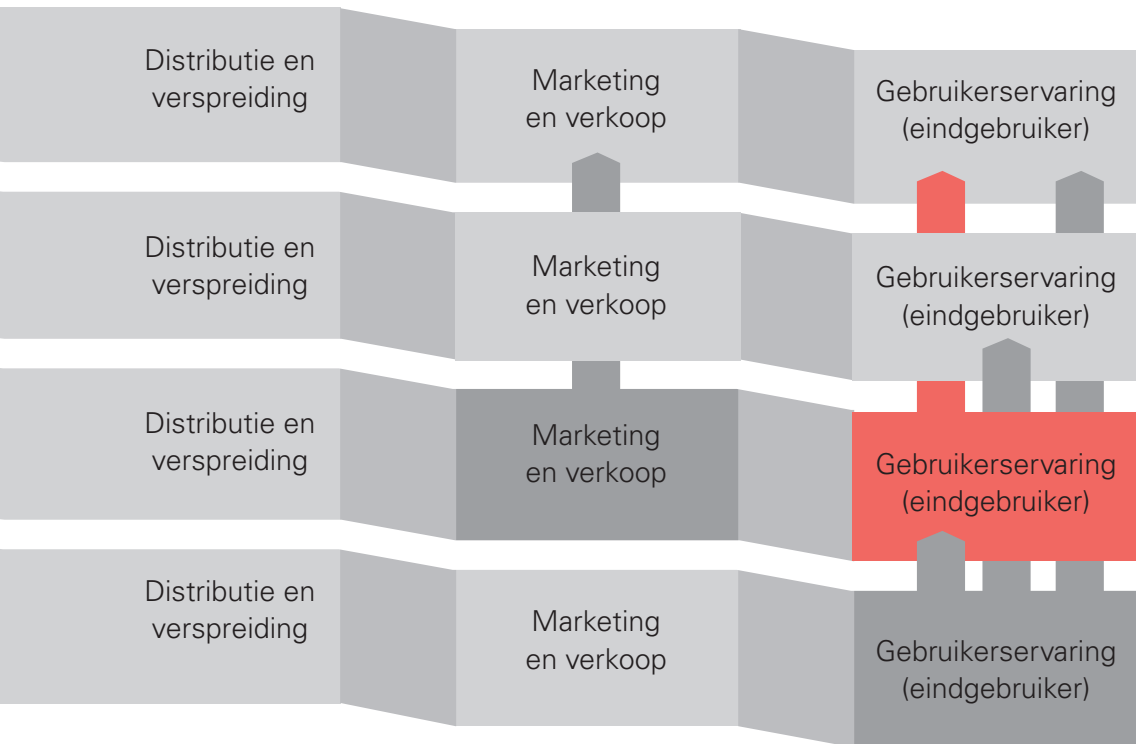 Distributie en
verspreiding
Marketing
en verkoop
Gebruikerservaring
(eindgebruiker)
Distributie en
verspreiding
Marketing
en verkoop
Gebruikerservaring
(eindgebruiker)
Distributie en
verspreiding
Marketing
en verkoop
Gebruikerservaring
(eindgebruiker)
Distributie en
verspreiding
Marketing
en verkoop
Gebruikerservaring
(eindgebruiker)